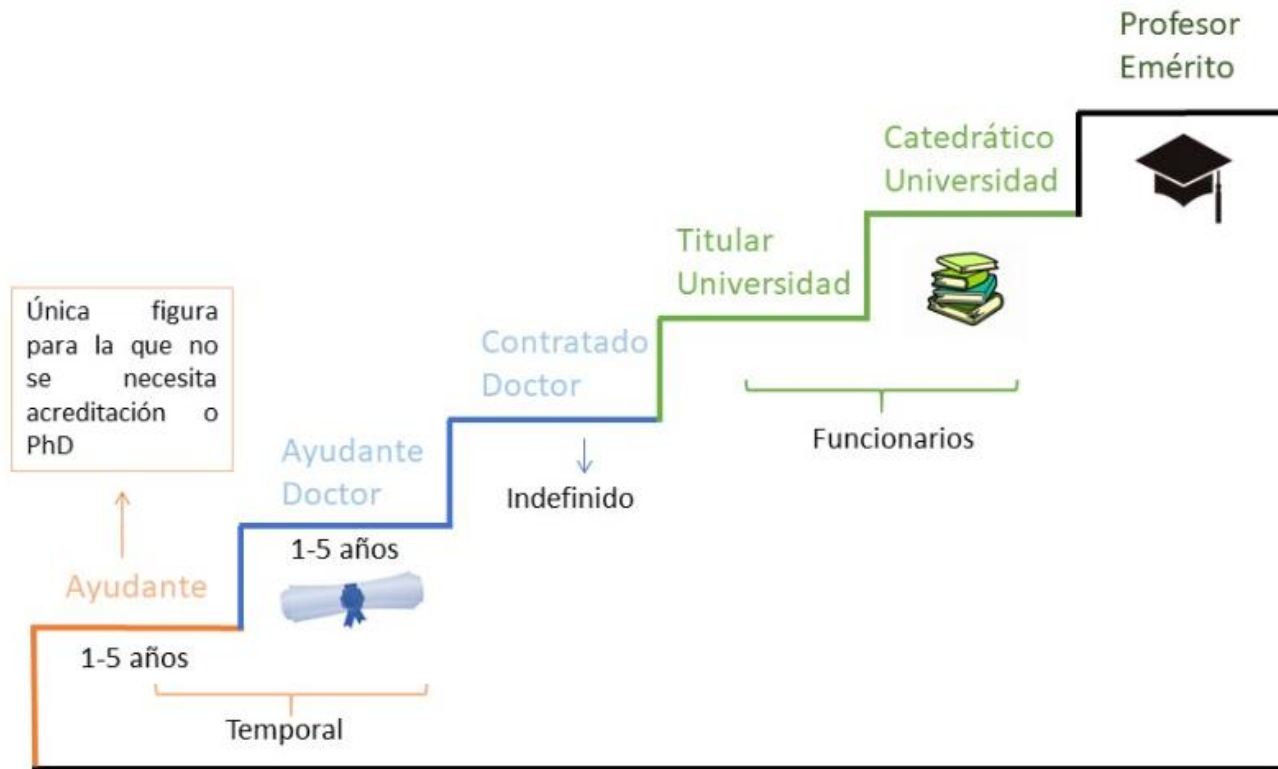 Profesor
Emérito
Catedrático
Universidad
Titular
Universidad
Única figura
para la que no
se necesita
acreditación o
PhD
Contratado
Doctor
Funcionarios
Ayudante
Doctor
Indefinido
1-5 años
Ayudante
1-5 años
Temporal